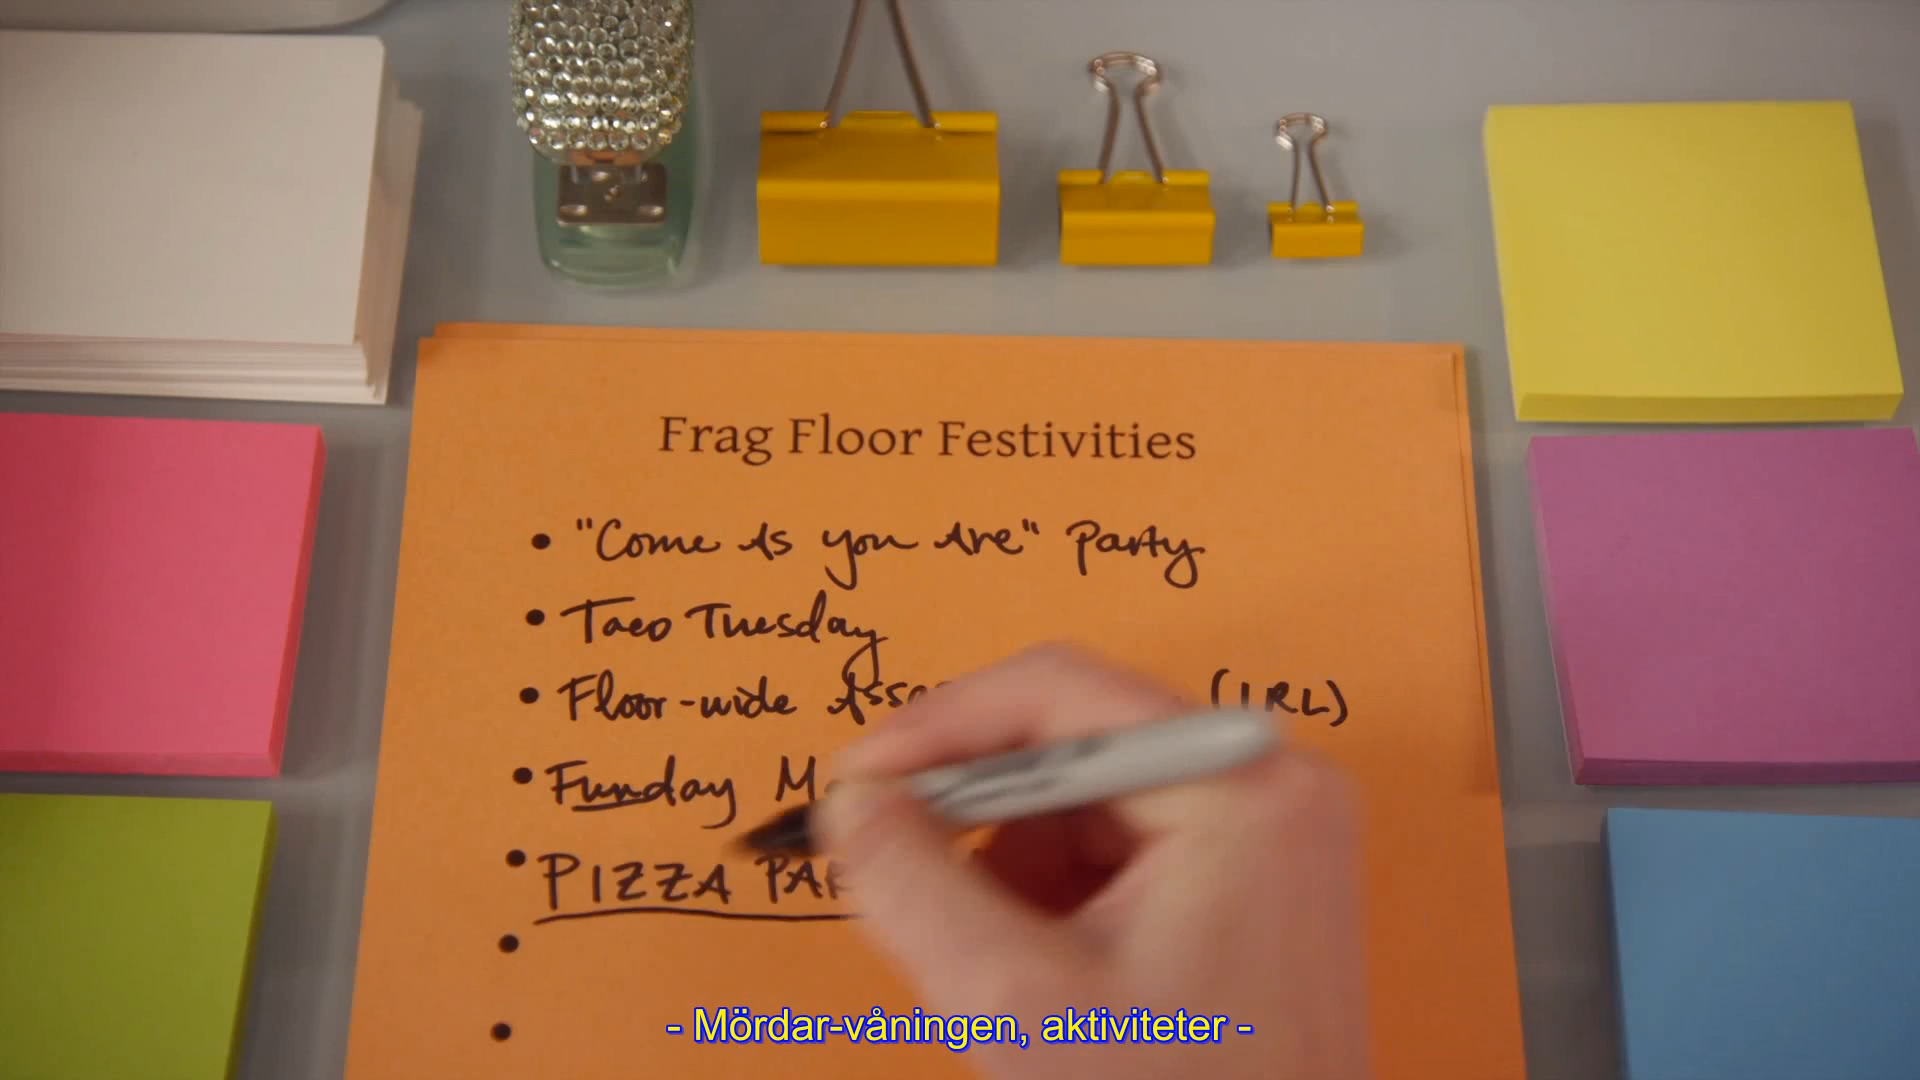 Frag Floor Festivities
• "Come As You Are" Party
• Taco Tuesday
• Floor-wide (IRL)
• Funday
• PIZZA
- Mördar-våningen, aktiviteter -